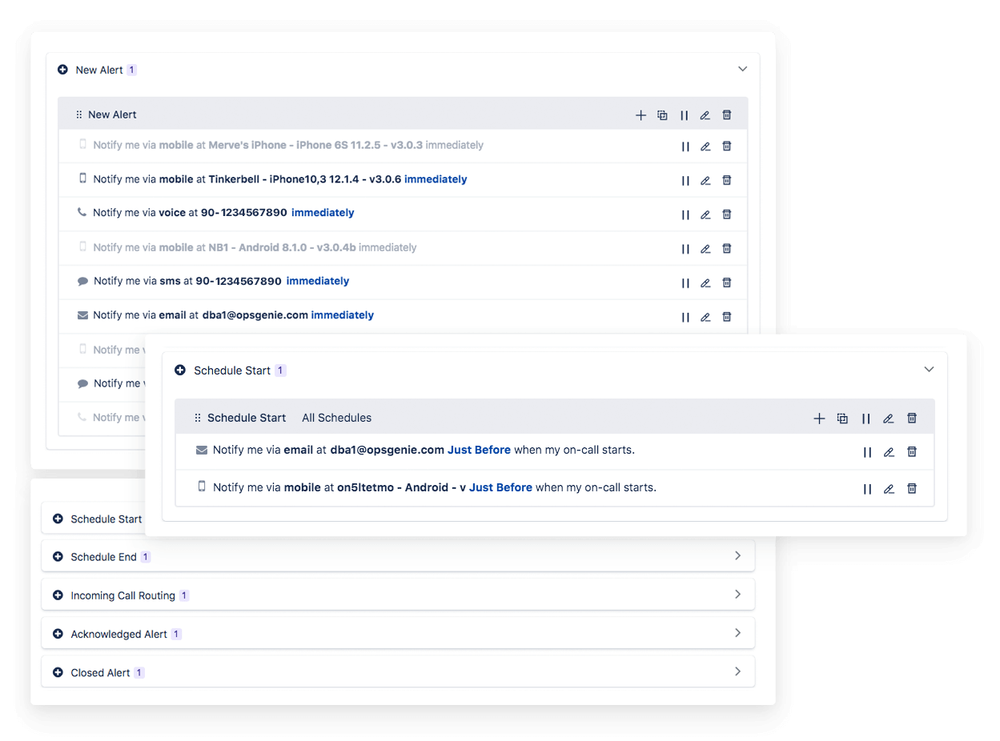 New Alert 1
New Alert
Notify me via mobile at Merve's iPhone - iPhone 6S 11.2.5 - v3.0.3 immediately
Notify me via mobile at Tinkerbell - iPhone10,3 12.1.4 - v3.0.6 immediately
Notify me via voice at 90-1234567890 immediately
Notify me via mobile at NB1 - Android 8.1.0 - v3.0.4b immediately
Notify me via sms at 90-1234567890 immediately
Notify me via email at dba1@opsgenie.com immediately
Notify me
Notify me
Notify me
Schedule Start 1
Schedule Start All Schedules
Notify me via email at dba1@opsgenie.com Just Before when my on-call starts.
Notify me via mobile at on5ltetmo - Android - v Just Before when my on-call starts.
Schedule Start
Schedule End 1
Incoming Call Routing 1
Acknowledged Alert 1
Closed Alert 1